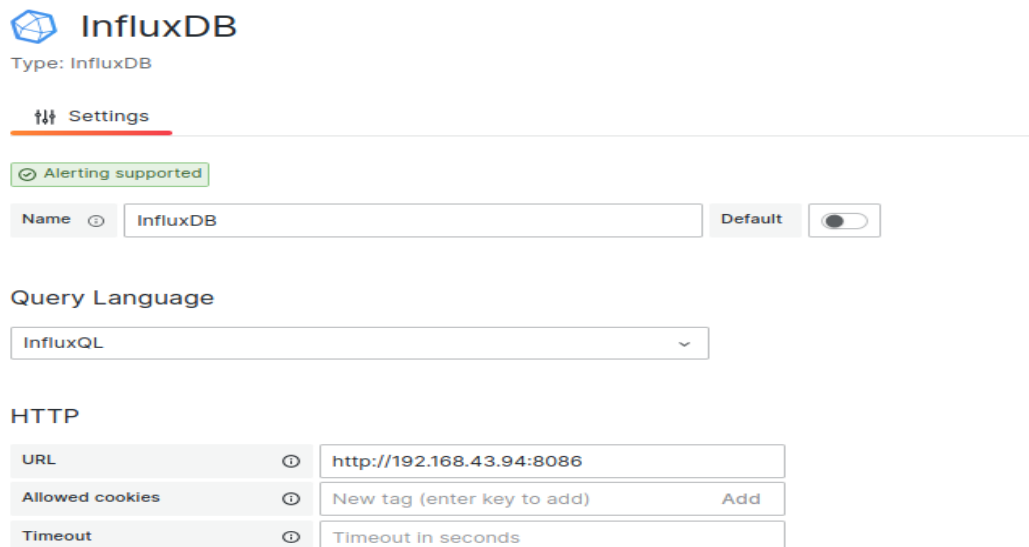 InfluxDB
Type: InfluxDB
Settings
Alerting supported
Name InfluxDB Default
Query Language
InfluxQL
HTTP
URL http://192.168.43.94:8086
Allowed cookies New tag (enter key to add) Add
Timeout Timeout in seconds